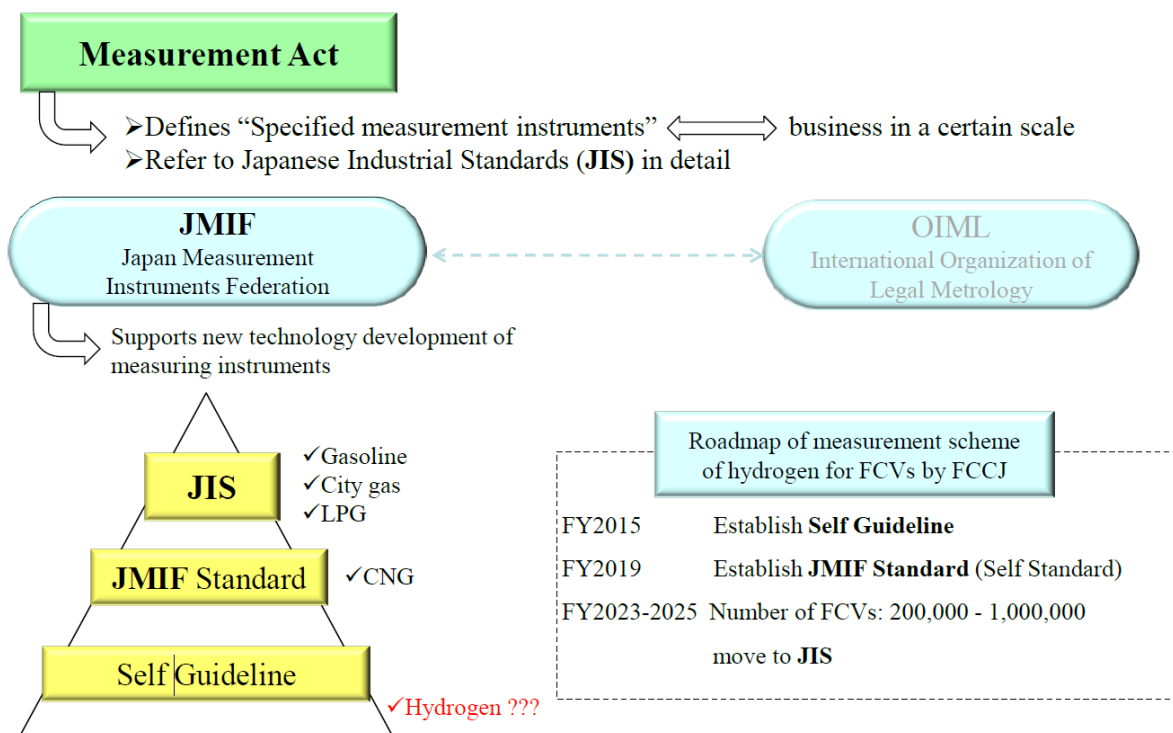 Measurement Act
➢Defines “Specified measurement instruments”
business in a certain scale
➢Refer to Japanese Industrial Standards (JIS) in detail
JMIF
Japan Measurement
Instruments Federation
OIML
International Organization of
Legal Metrology
Supports new technology development of
measuring instruments
JIS
✓Gasoline
✓City gas
✓LPG
JMIF Standard
✓CNG
Self Guideline
✓Hydrogen ???
Roadmap of measurement scheme
of hydrogen for FCVs by FCCJ
FY2015 Establish Self Guideline
FY2019 Establish JMIF Standard (Self Standard)
FY2023-2025 Number of FCVs: 200,000 - 1,000,000
move to JIS